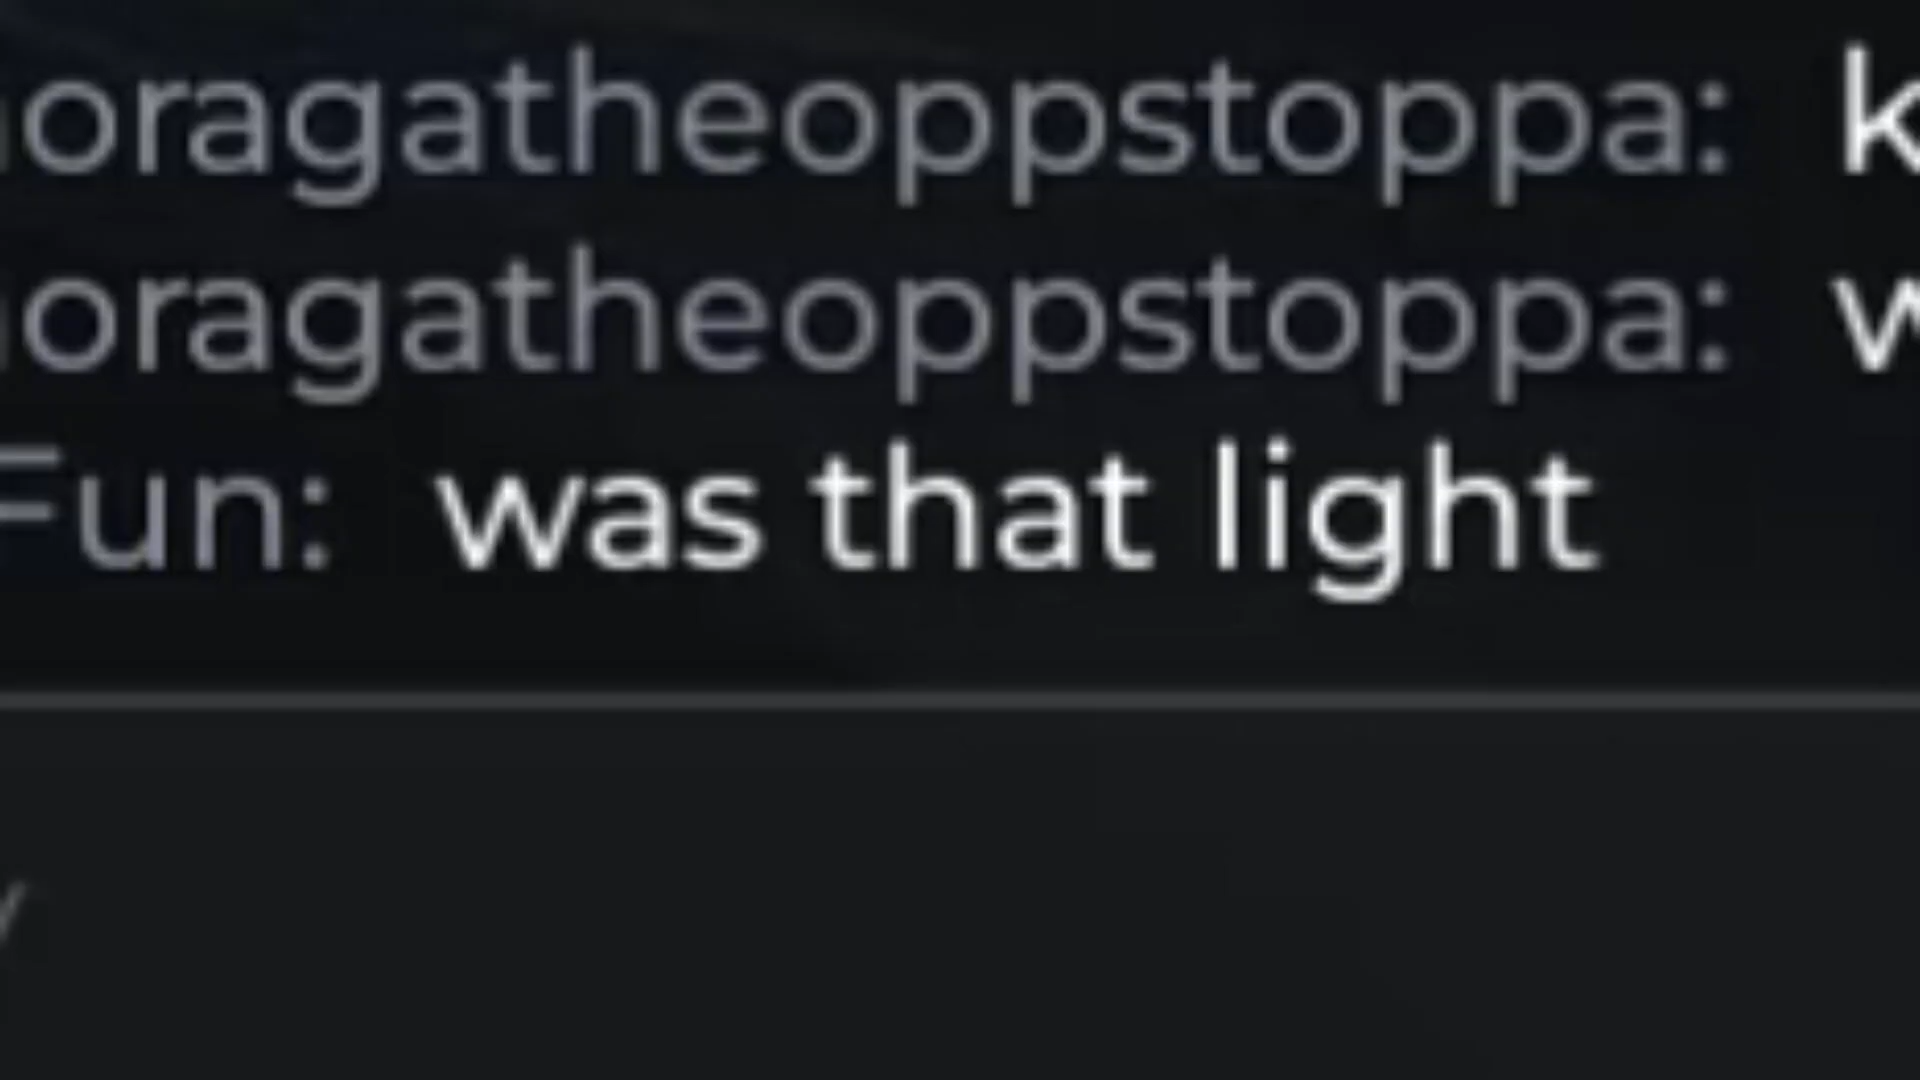 oragatheoppstoppa: k
oragatheoppstoppa: w
Fun: was that light
y